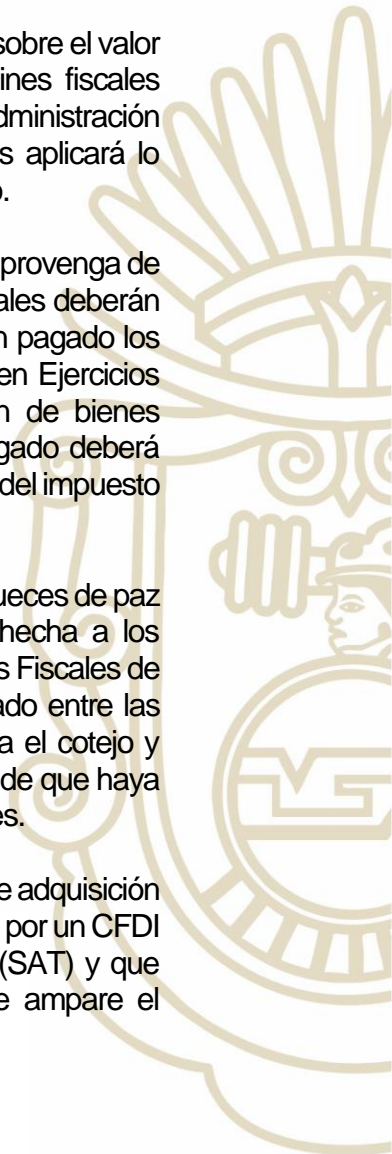 sobre el valor
ines fiscales
dministración
s aplicará lo
o.
provenga de
ales deberán
n pagado los
en Ejercicios
n de bienes
gado deberá
del impuesto
ueces de paz
hecha a los
s Fiscales de
ado entre las
a el cotejo y
de que haya
es.
e adquisición
por un CFDI
(SAT) y que
e ampare el